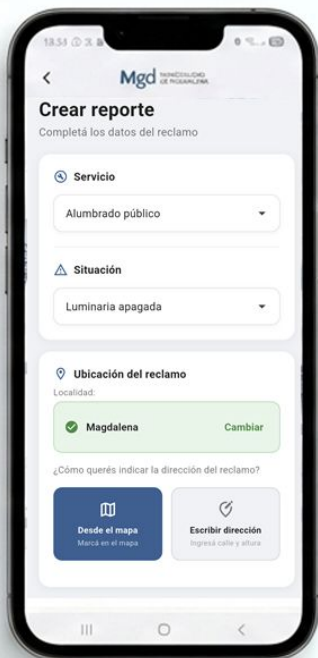 Mgd
Crear reporte
Completá los datos del reclamo
Servicio
Alumbrado público
Situación
Luminaria apagada
Ubicación del reclamo
Localidad:
Magdalena Cambiar
¿Cómo querés indicar la dirección del reclamo?
Desde el mapa
Marcá en el mapa
Escribir dirección
Ingresá calle y altura